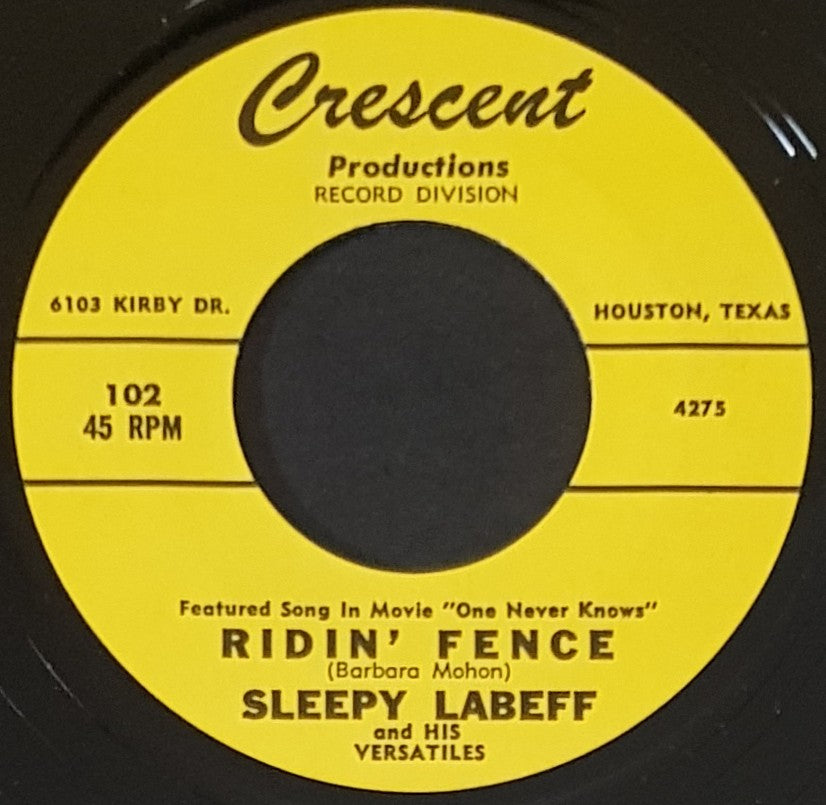 Crescent
Productions
RECORD DIVISION
6103 KIRBY DR.
HOUSTON, TEXAS
102
45 RPM
4275
Featured Song In Movie "One Never Knows"
RIDIN' FENCE
(Barbara Mohon)
SLEEPY LABEFF
and HIS
VERSATILES